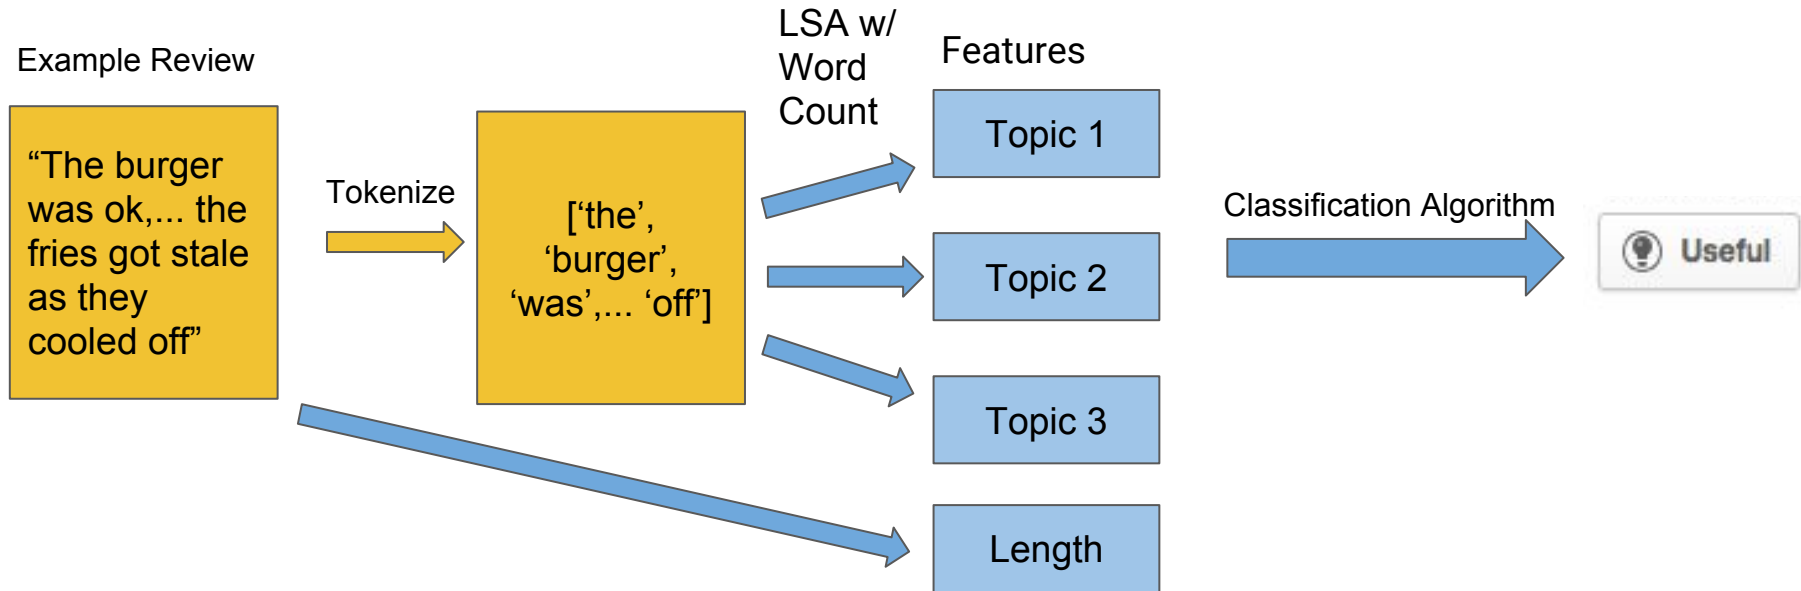 Example Review
“The burger
was ok,... the
fries got stale
as they
cooled off”
Tokenize
[‘the’,
‘burger’,
‘was’,... ‘off’]
LSA w/
Word
Count
Features
Topic 1
Topic 2
Topic 3
Length
Classification Algorithm
Useful